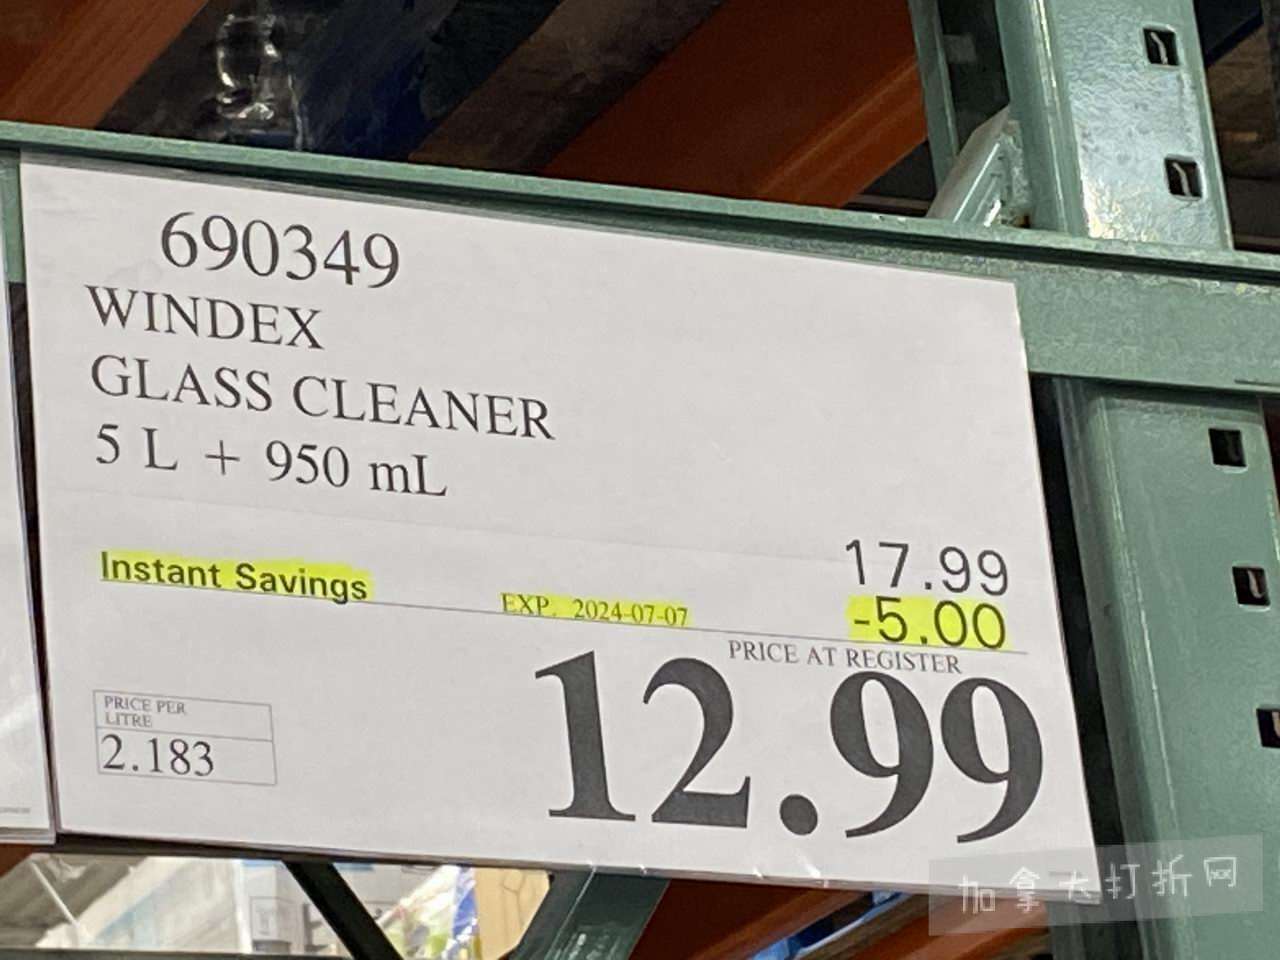 690349
WINDEX
GLASS CLEANER
5 L + 950 mL
17.99
Instant Savings EXP. 2024-07-07 -5.00
PRICE AT REGISTER
12.99
PRICE PER
LITRE
2.183
加拿大打折网